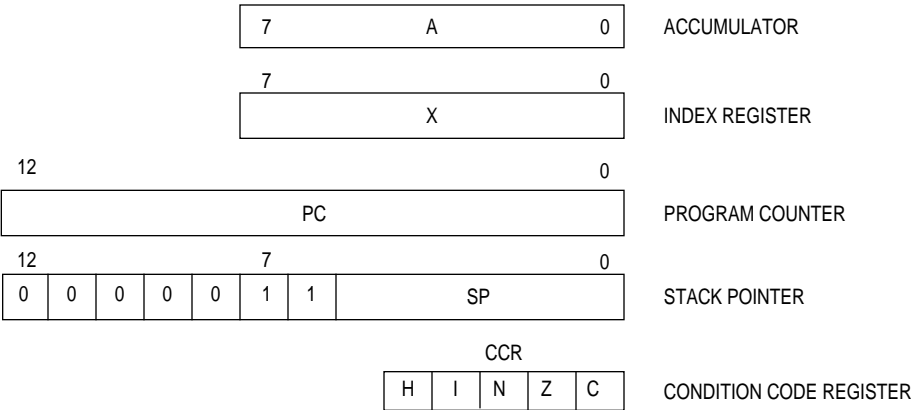 7 A 0 ACCUMULATOR
7 0
X INDEX REGISTER
12 0
PC PROGRAM COUNTER
12 7 0
0 0 0 0 0 1 1 SP STACK POINTER
CCR
H I N Z C CONDITION CODE REGISTER